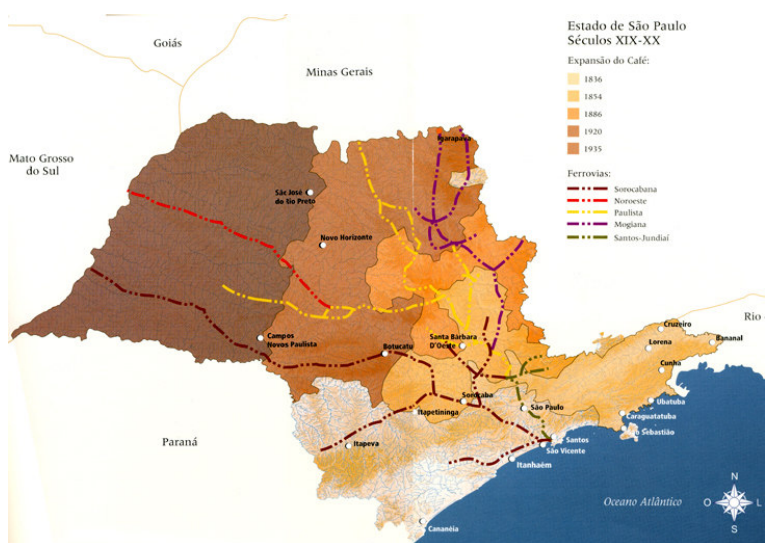 Estado de São Paulo
Séculos XIX-XX
Expansão do Café:
1836
1854
1886
1920
1935
Ferrovias:
Sorocabana
Noroeste
Paulista
Mogiana
Santos-Jundiaí
Goiás
Minas Gerais
Mato Grosso
do Sul
Igarapava
São José
do Rio Preto
Novo Horizonte
Campos
Novos Paulista
Botucatu
Santa Bárbara
D'Oeste
Cruzeiro
Rio
Bananal
Lorena
Cunha
Sorocaba
São Paulo
Ubatuba
Itapetininga
Caraguatatuba
o Sebastião
Paraná
Itapeva
Santos
São Vicente
Itanhaém
Cananéia
Oceano Atlântico
N
O
L
S